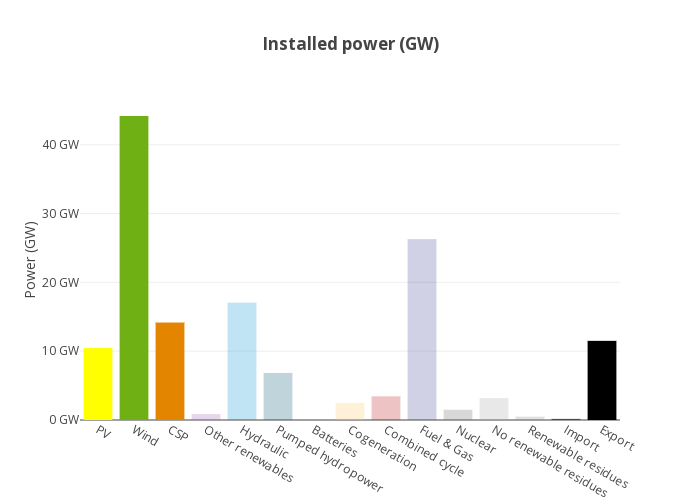 Installed power (GW)
Power (GW)
40 GW
30 GW
20 GW
10 GW
0 GW
PV
Wind
CSP
Other renewables
Hydraulic
Pumped hydropower
Batteries
Cogeneration
Combined cycle
Fuel & Gas
Nuclear
No renewable residues
Renewable residues
Import
Export